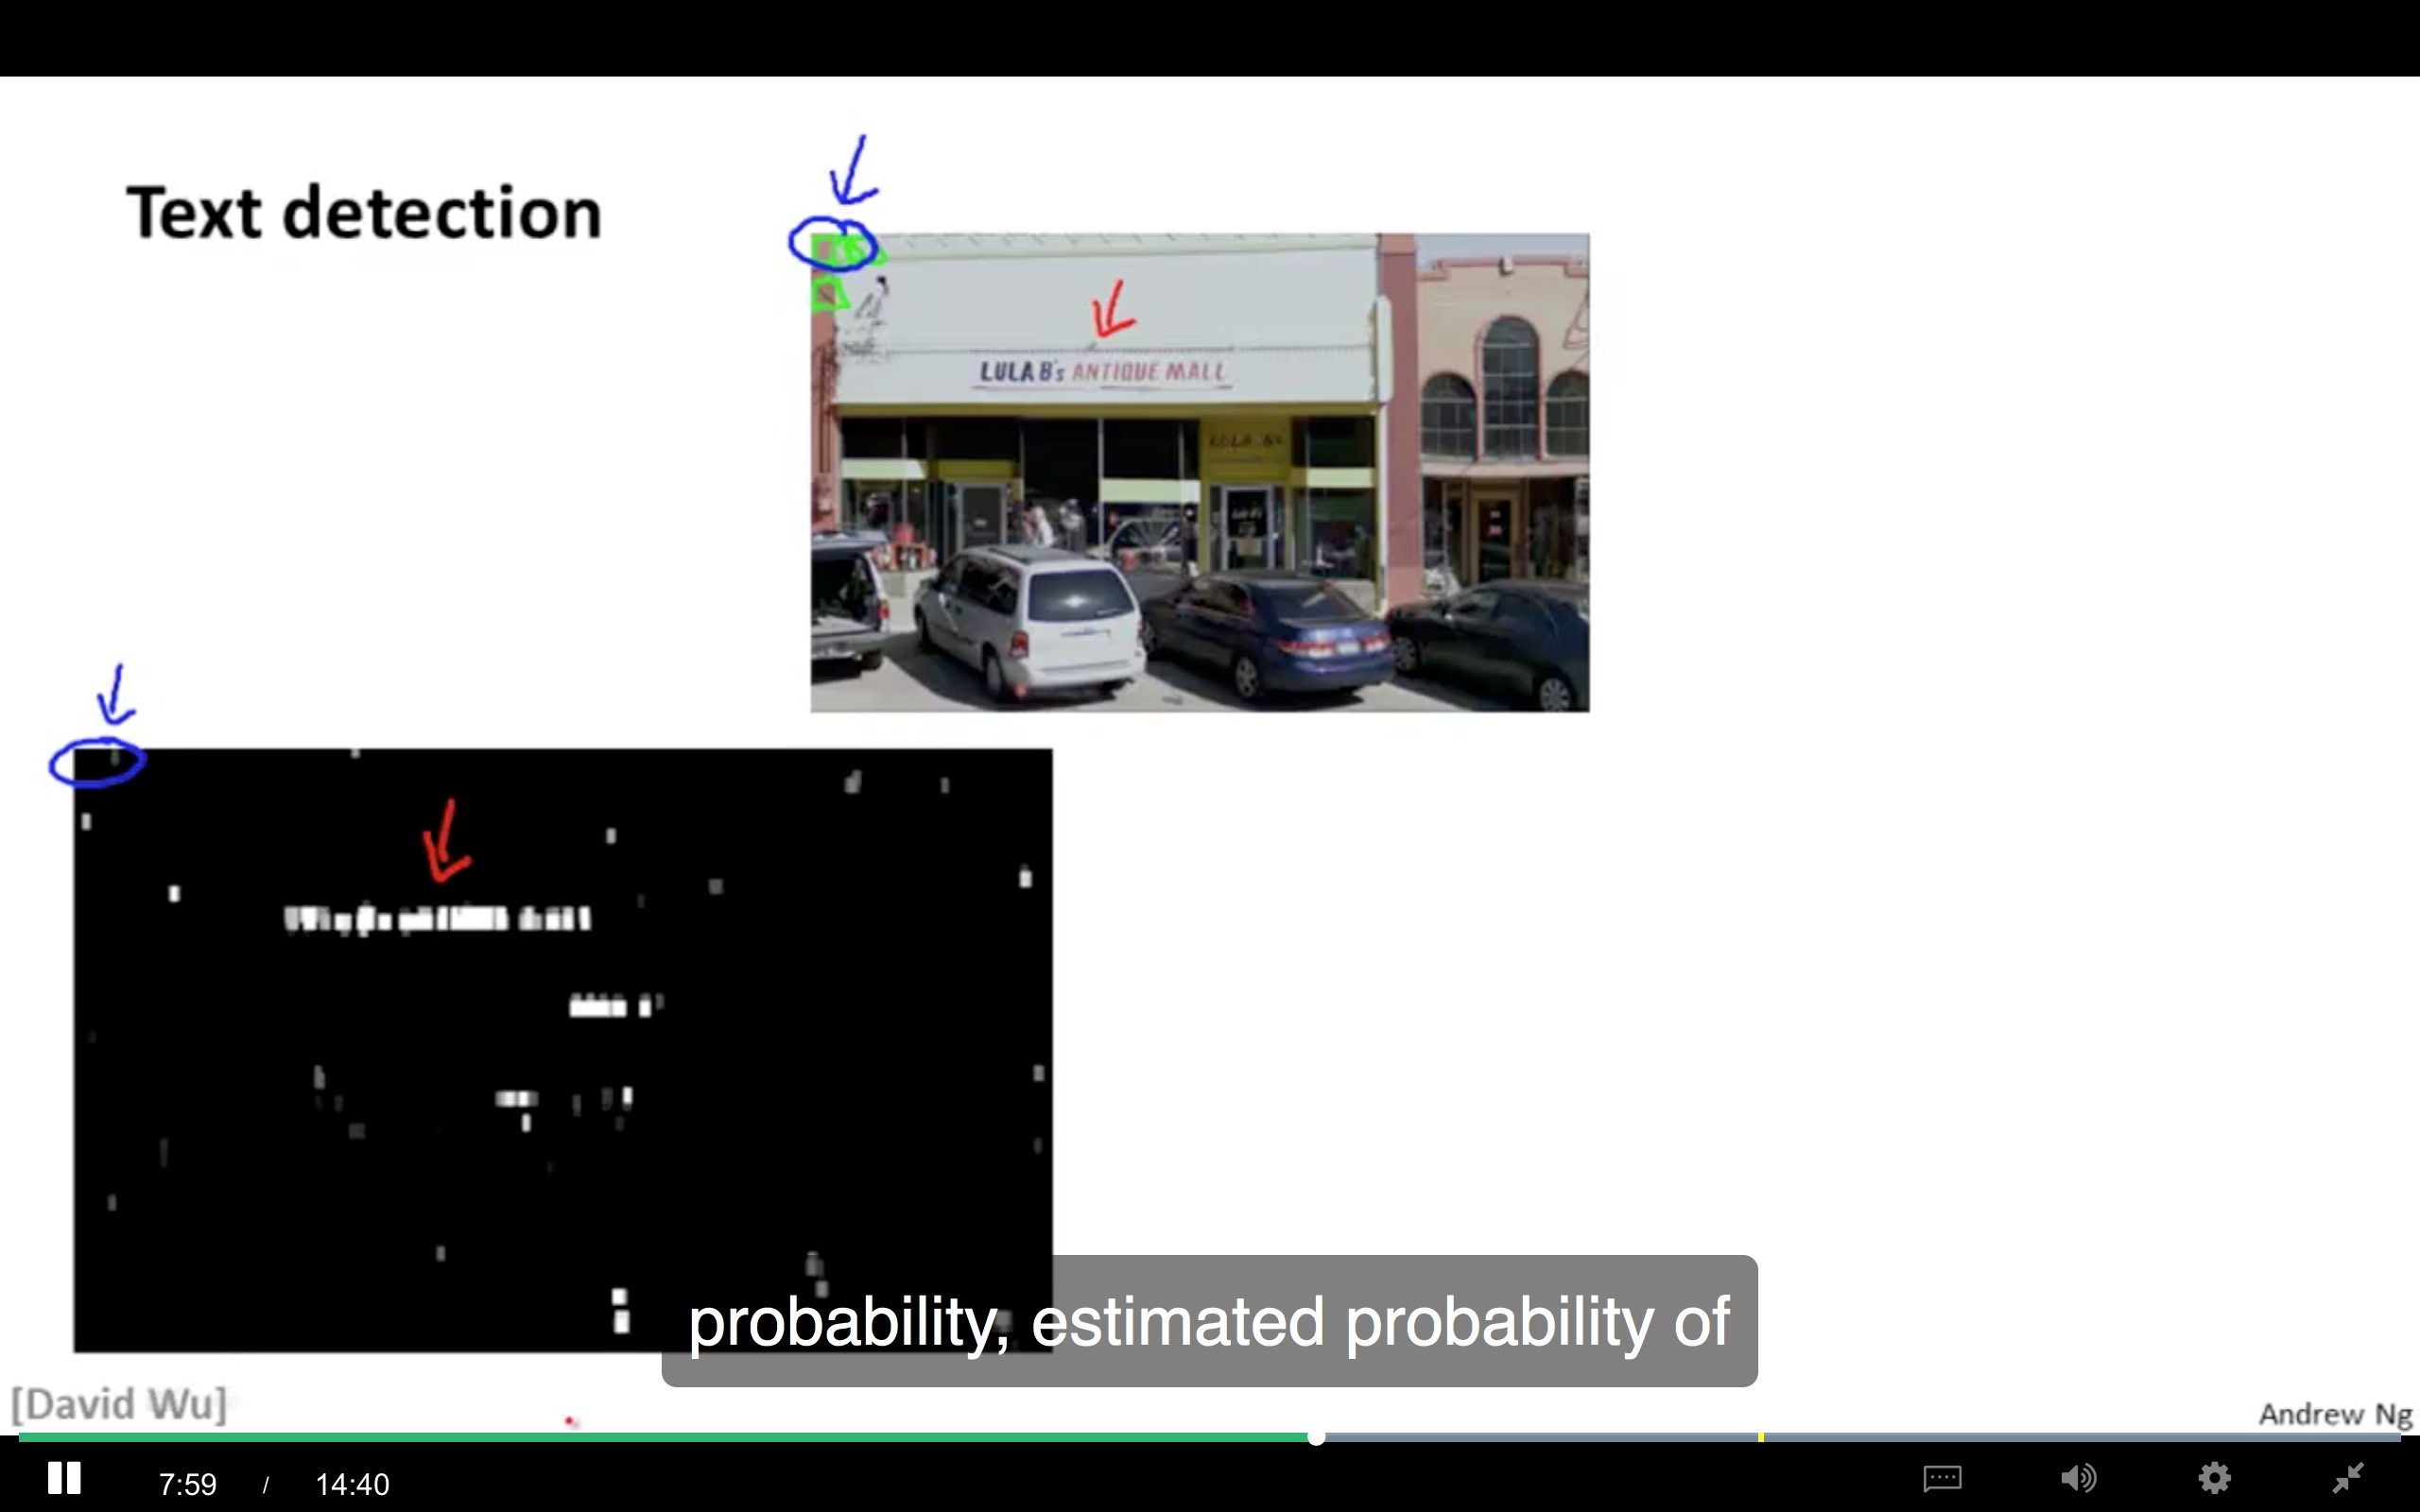 Text detection
LULA B's ANTIQUE MALL
LULA B's
probability, estimated probability of
[David Wu]
Andrew Ng
7:59 / 14:40